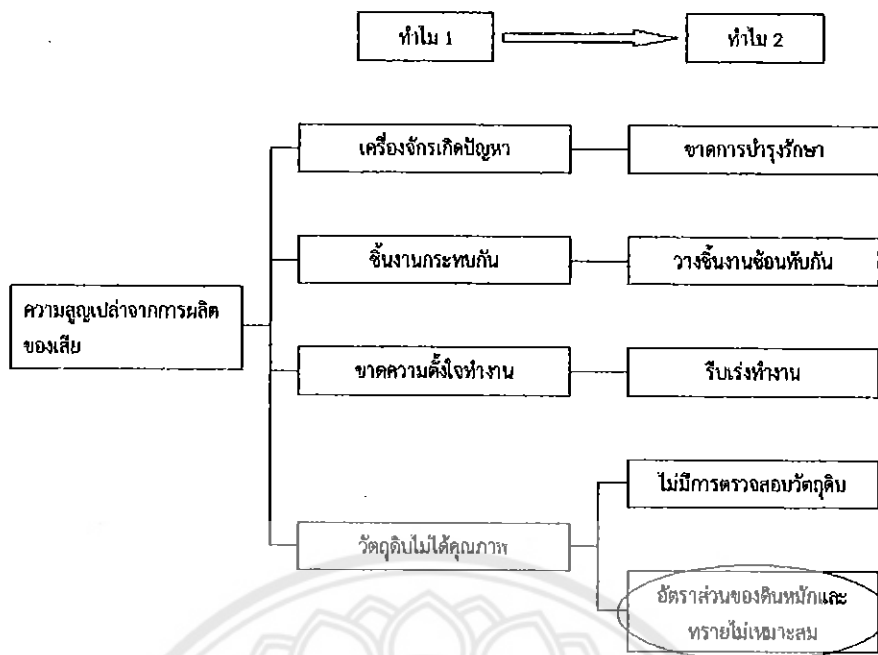 ทำไม 1
ทำไม 2
เครื่องจักรเกิดปัญหา
ขาดการบำรุงรักษา
ชิ้นงานกระทบกัน
วางชิ้นงานซ้อนทับกัน
ความสูญเปล่าจากการผลิต
ของเสีย
ขาดความตั้งใจทำงาน
รีบเร่งทำงาน
ไม่มีการตรวจสอบวัตถุดิบ
วัตถุดิบไม่ได้คุณภาพ
อัตราส่วนของดินหมักและ
ทรายไม่เหมาะสม